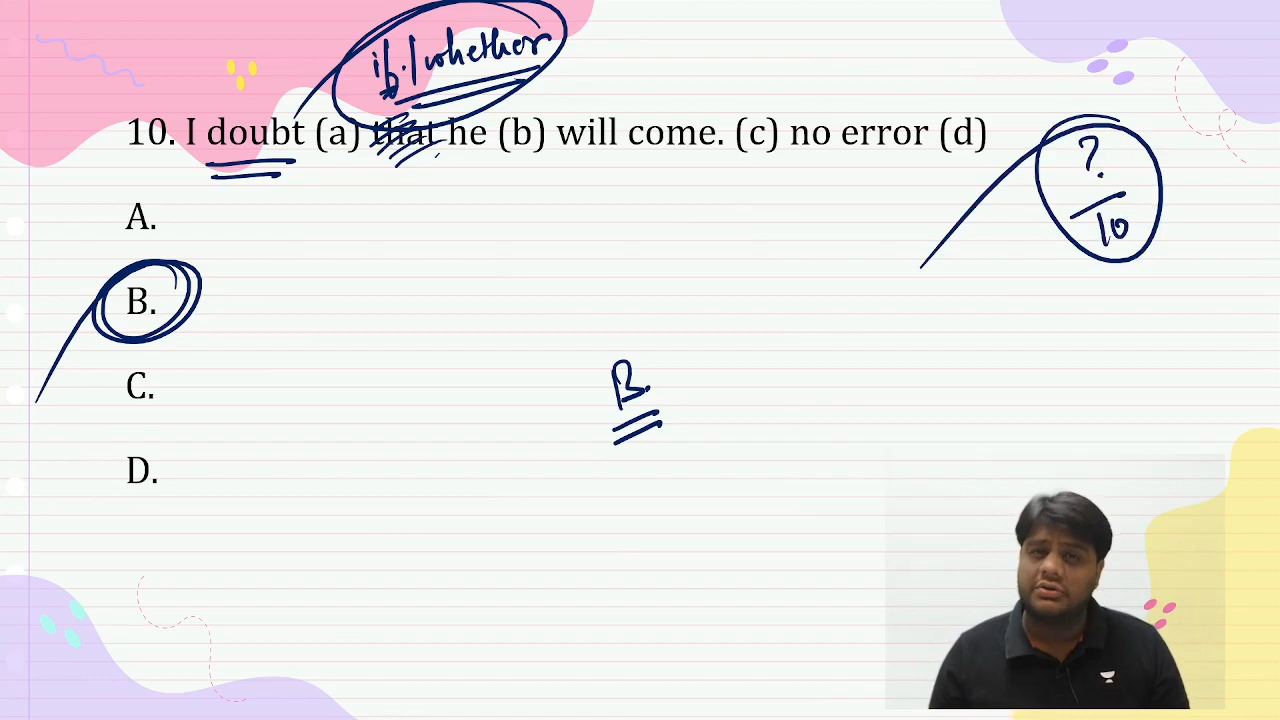 if / whether
10. I doubt (a) that he (b) will come. (c) no error (d)
?
10
A.
B.
C.
B.
D.